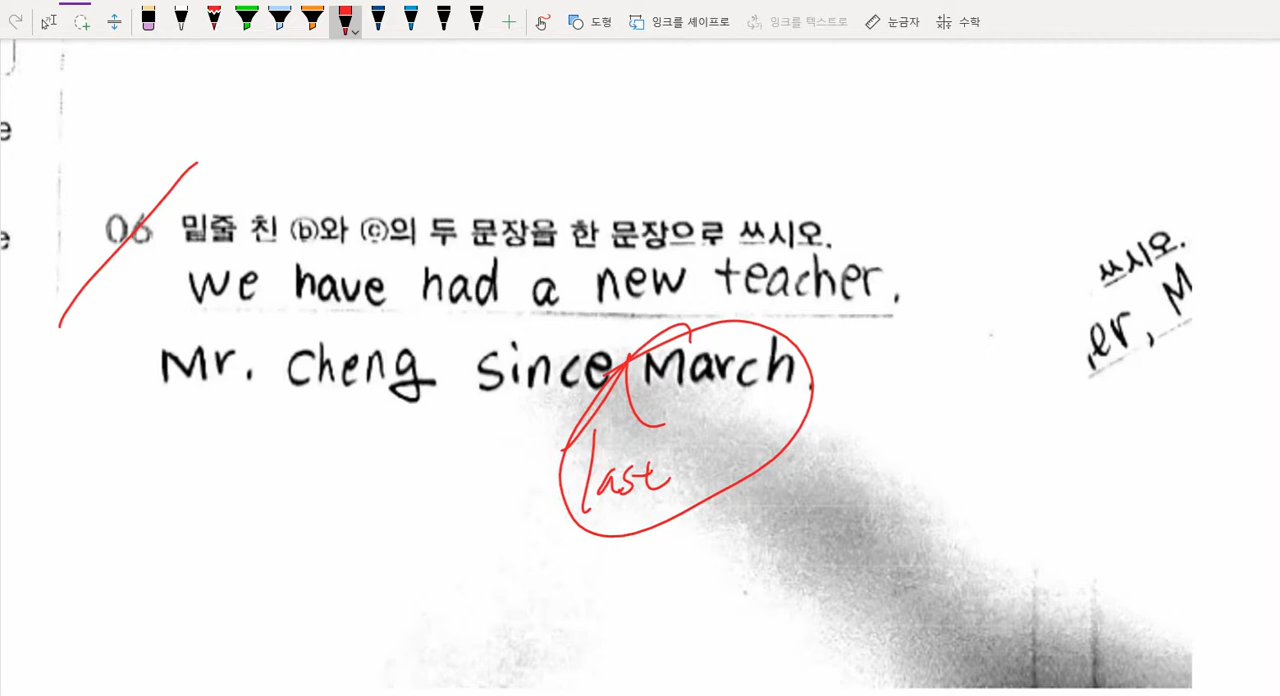 도형
잉크를 셰이프로
잉크를 텍스트로
눈금자
수학
e
e
06 밑줄 친 ⓑ와 ⓒ의 두 문장을 한 문장으로 쓰시오.
We have had a new teacher,
Mr. Cheng since March.
last
쓰시오.
er, M